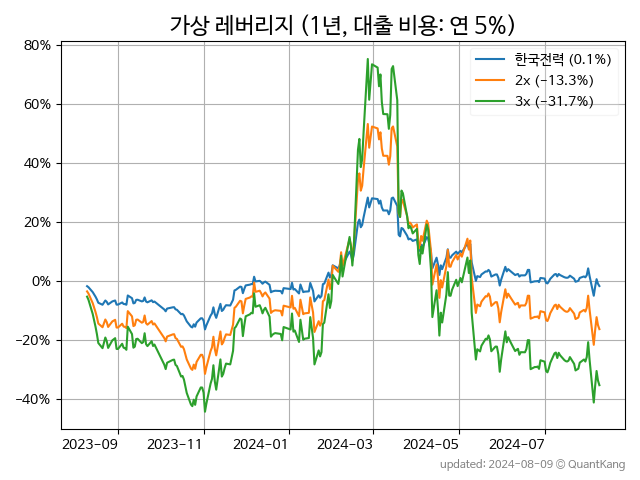 가상 레버리지 (1년, 대출 비용: 연 5%)
80%
60%
40%
20%
0%
−20%
−40%
한국전력 (0.1%)
2x (−13.3%)
3x (−31.7%)
2023-09
2023-11
2024-01
2024-03
2024-05
2024-07
updated: 2024-08-09 © QuantKang